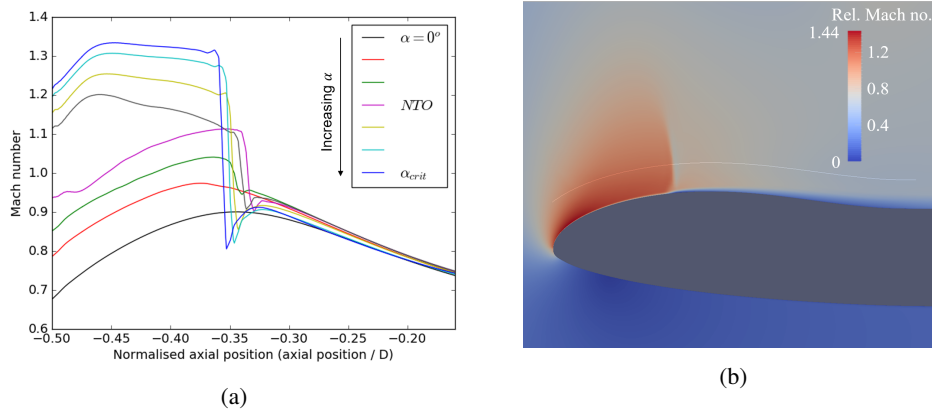 1.4
1.3
1.2
1.1
1.0
0.9
0.8
0.7
0.6
Mach number
−0.50 −0.45 −0.40 −0.35 −0.30 −0.25 −0.20
Normalised axial position (axial position / D)
Increasing α
α = 0°
NTO
α_crit
(a)
Rel. Mach no.
1.44
1.2
0.8
0.4
0
(b)